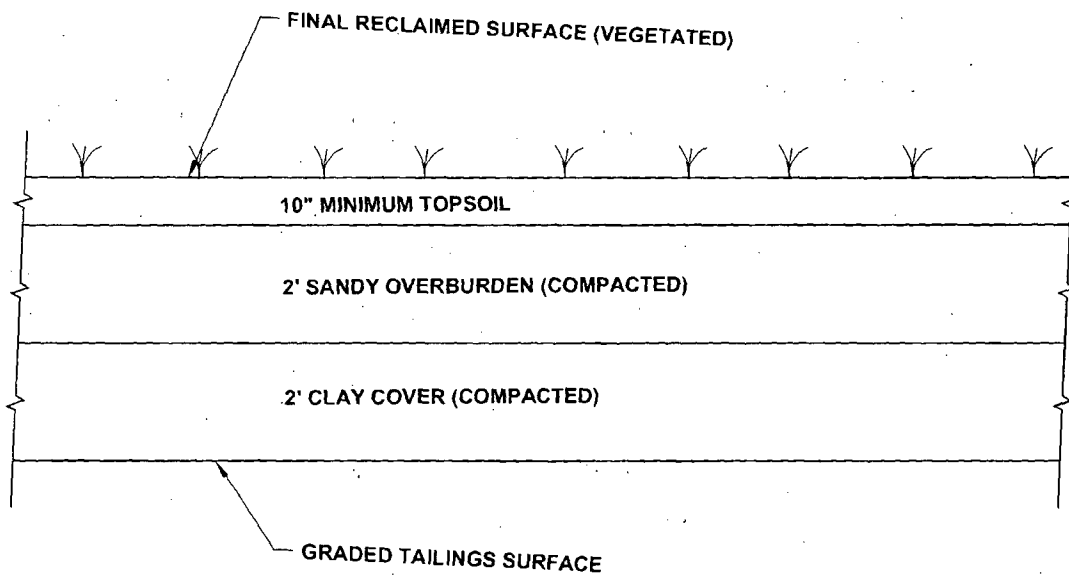 FINAL RECLAIMED SURFACE (VEGETATED)
10" MINIMUM TOPSOIL
2' SANDY OVERBURDEN (COMPACTED)
2' CLAY COVER (COMPACTED)
GRADED TAILINGS SURFACE